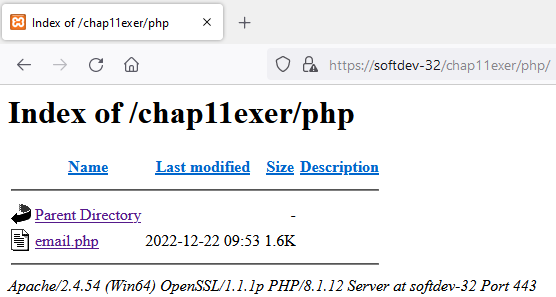 Index of /chap11exer/php
https://softdev-32/chap11exer/php/
Index of /chap11exer/php
Name Last modified Size Description
Parent Directory -
email.php 2022-12-22 09:53 1.6K
Apache/2.4.54 (Win64) OpenSSL/1.1.1p PHP/8.1.12 Server at softdev-32 Port 443